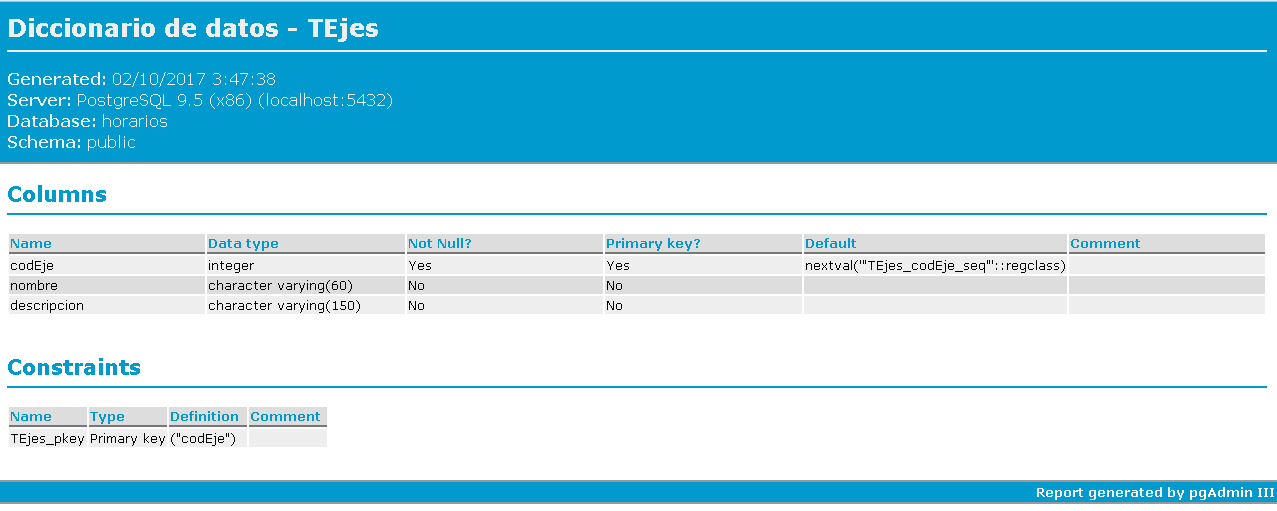 Diccionario de datos - TEjes
Generated: 02/10/2017 3:47:38
Server: PostgreSQL 9.5 (x86) (localhost:5432)
Database: horarios
Schema: public
Columns
Name Data type Not Null? Primary key? Default Comment
codEje integer Yes Yes nextval('"TEjes_codEje_seq"'::regclass)
nombre character varying(60) No No
descripcion character varying(150) No No
Constraints
Name Type Definition Comment
TEjes_pkey Primary key ("codEje")
Report generated by pgAdmin III